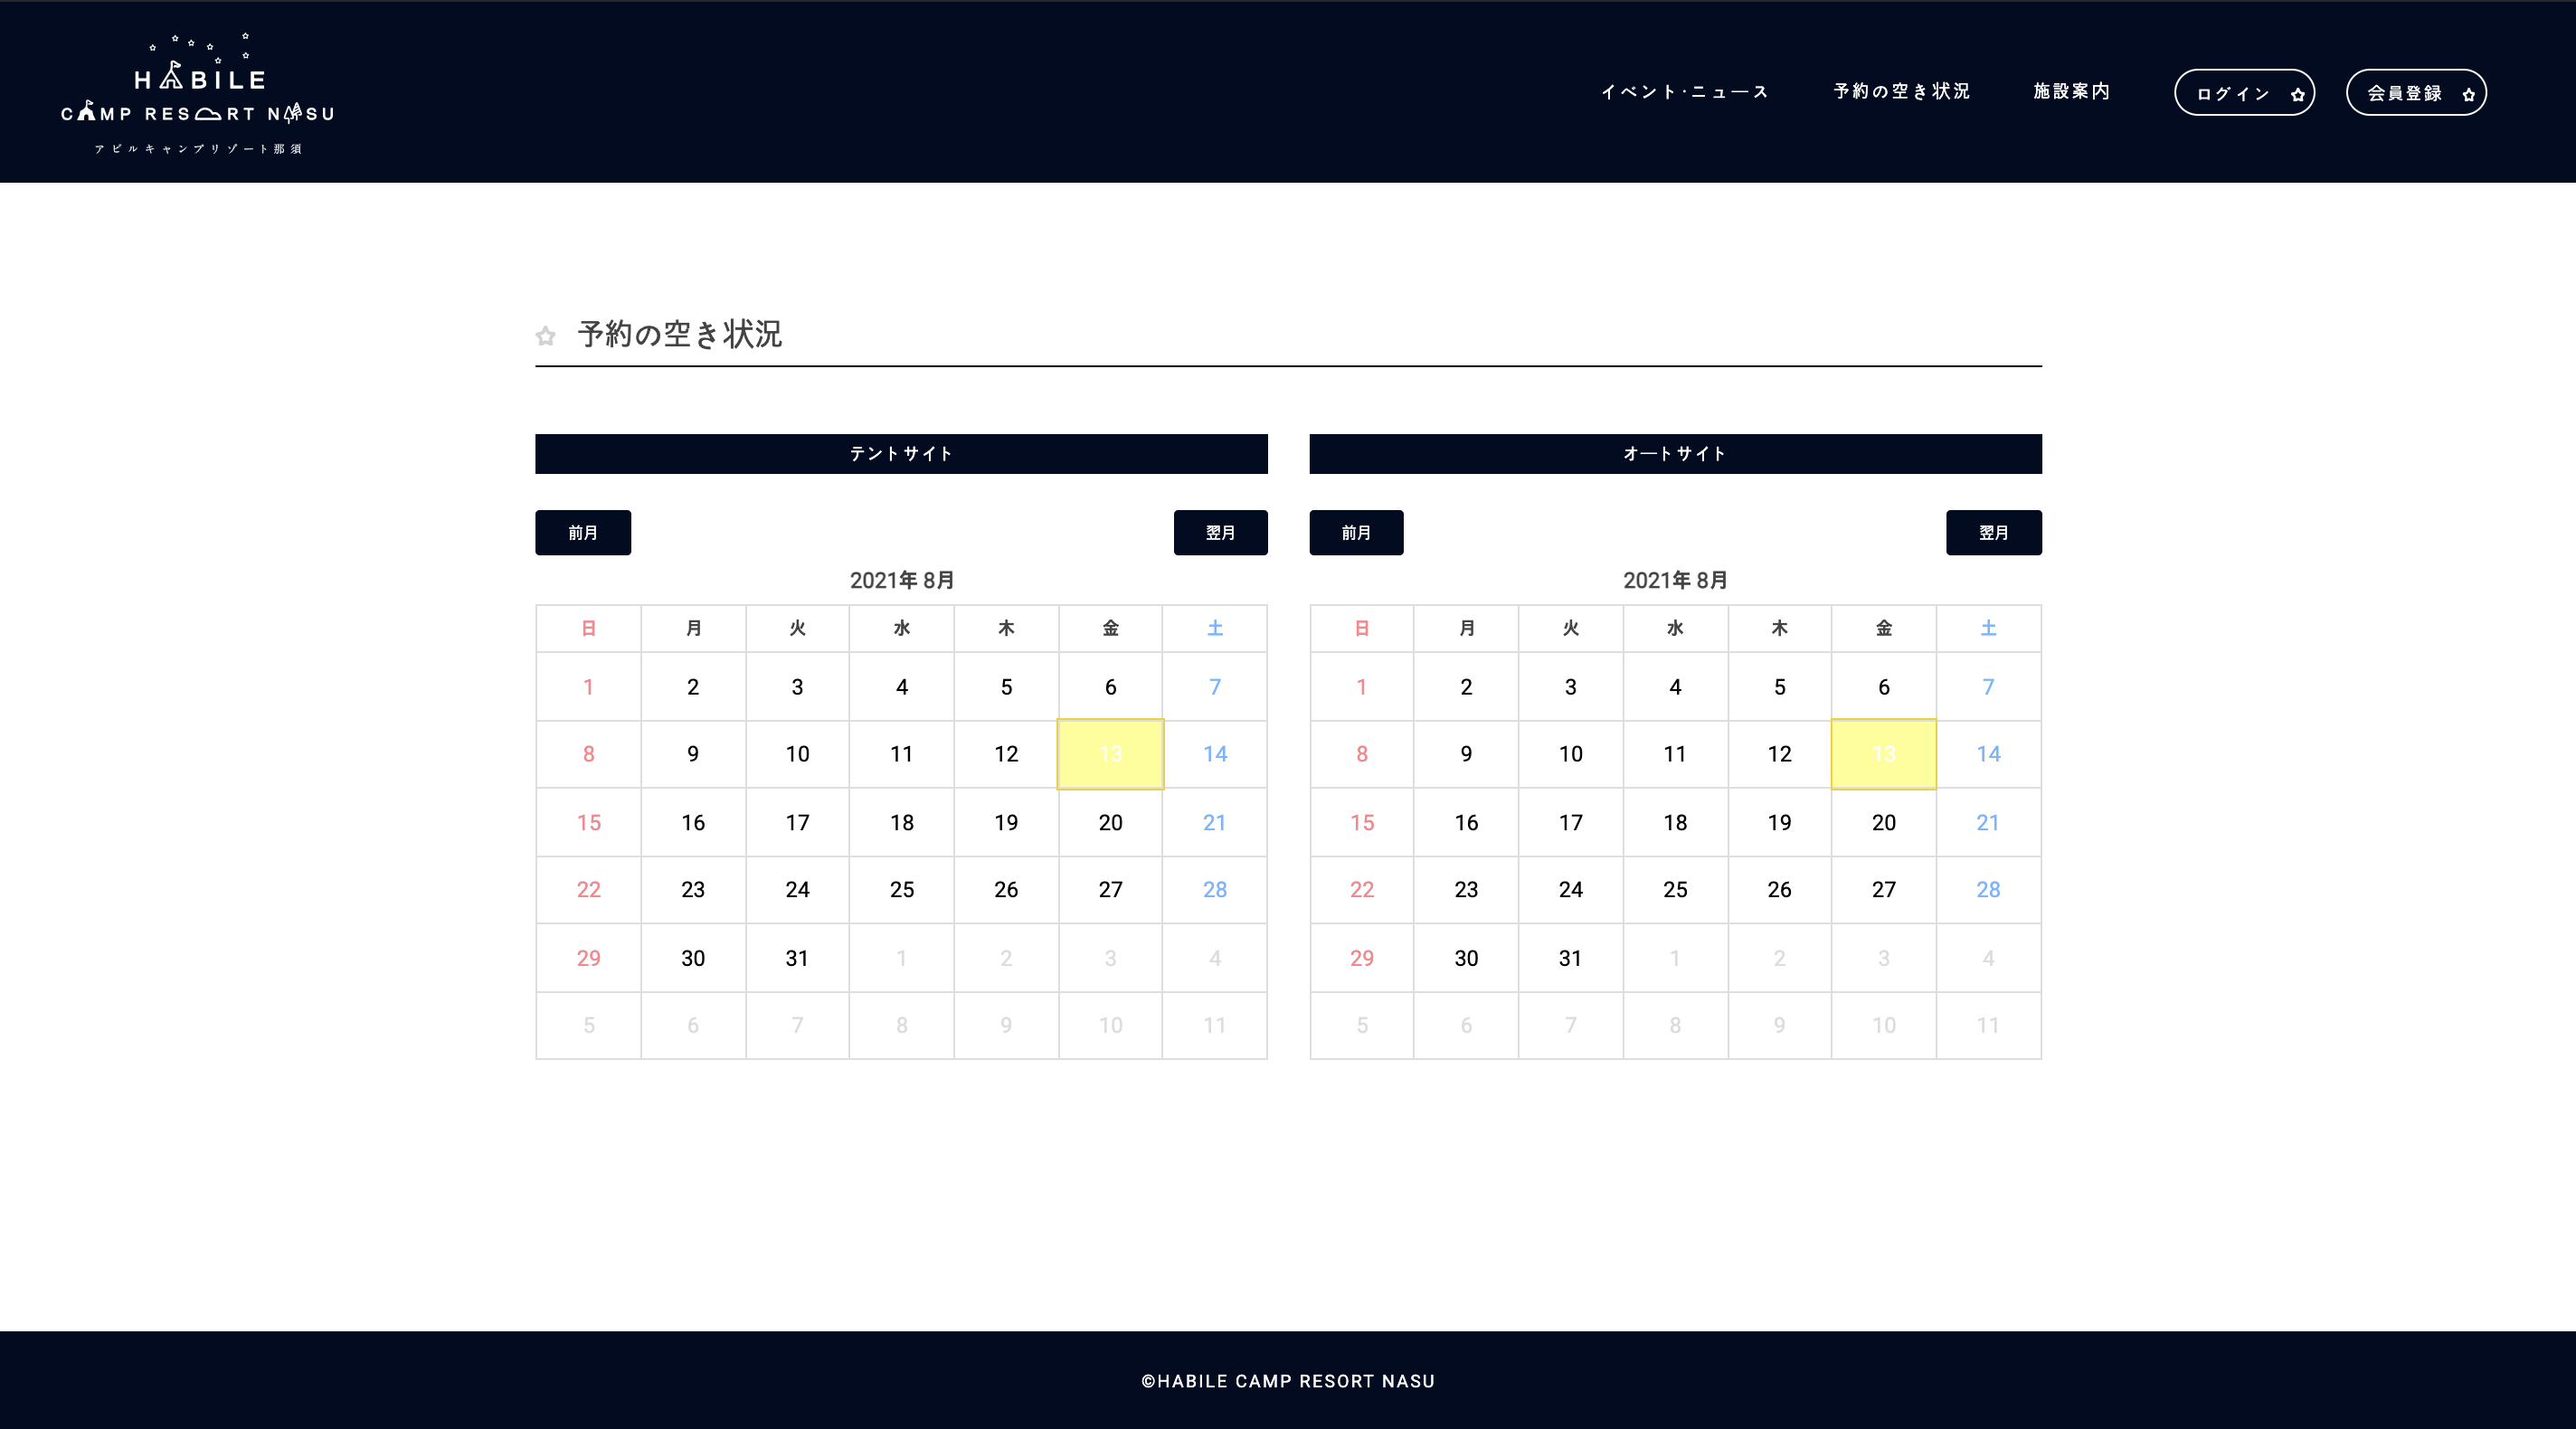 HABILE
CAMP RESORT NASU
アビルキャンプリゾート那須
イベント·ニュース 予約の空き状況 施設案内 ログイン 会員登録
予約の空き状況
テントサイト
前月 翌月
2021年 8月
日 月 火 水 木 金 土
1 2 3 4 5 6 7
8 9 10 11 12 13 14
15 16 17 18 19 20 21
22 23 24 25 26 27 28
29 30 31 1 2 3 4
5 6 7 8 9 10 11
オートサイト
前月 翌月
2021年 8月
日 月 火 水 木 金 土
1 2 3 4 5 6 7
8 9 10 11 12 13 14
15 16 17 18 19 20 21
22 23 24 25 26 27 28
29 30 31 1 2 3 4
5 6 7 8 9 10 11
©HABILE CAMP RESORT NASU